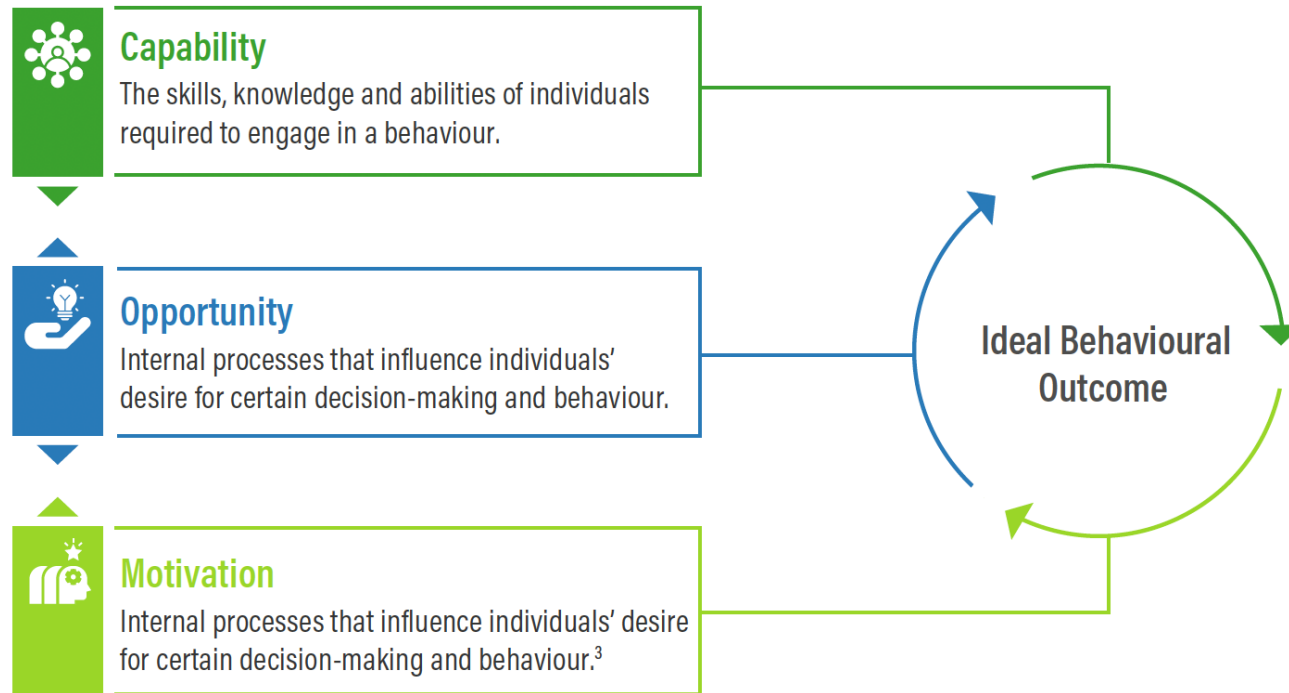 Capability
The skills, knowledge and abilities of individuals
required to engage in a behaviour.
Opportunity
Internal processes that influence individuals’
desire for certain decision-making and behaviour.
Motivation
Internal processes that influence individuals’ desire
for certain decision-making and behaviour.³
Ideal Behavioural
Outcome